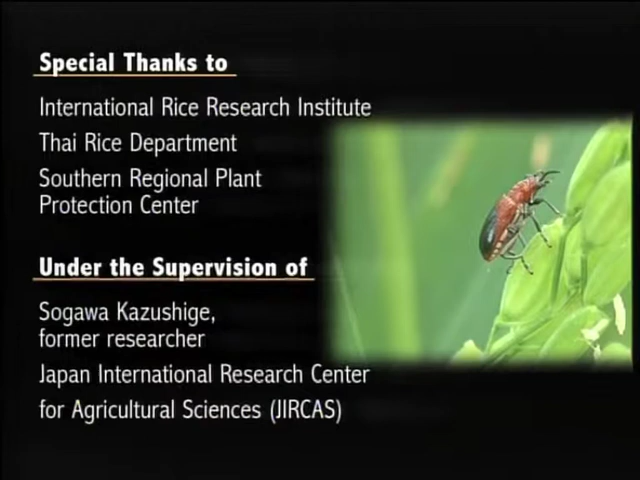 Special Thanks to
International Rice Research Institute
Thai Rice Department
Southern Regional Plant
Protection Center
Under the Supervision of
Sogawa Kazushige,
former researcher
Japan International Research Center
for Agricultural Sciences (JIRCAS)